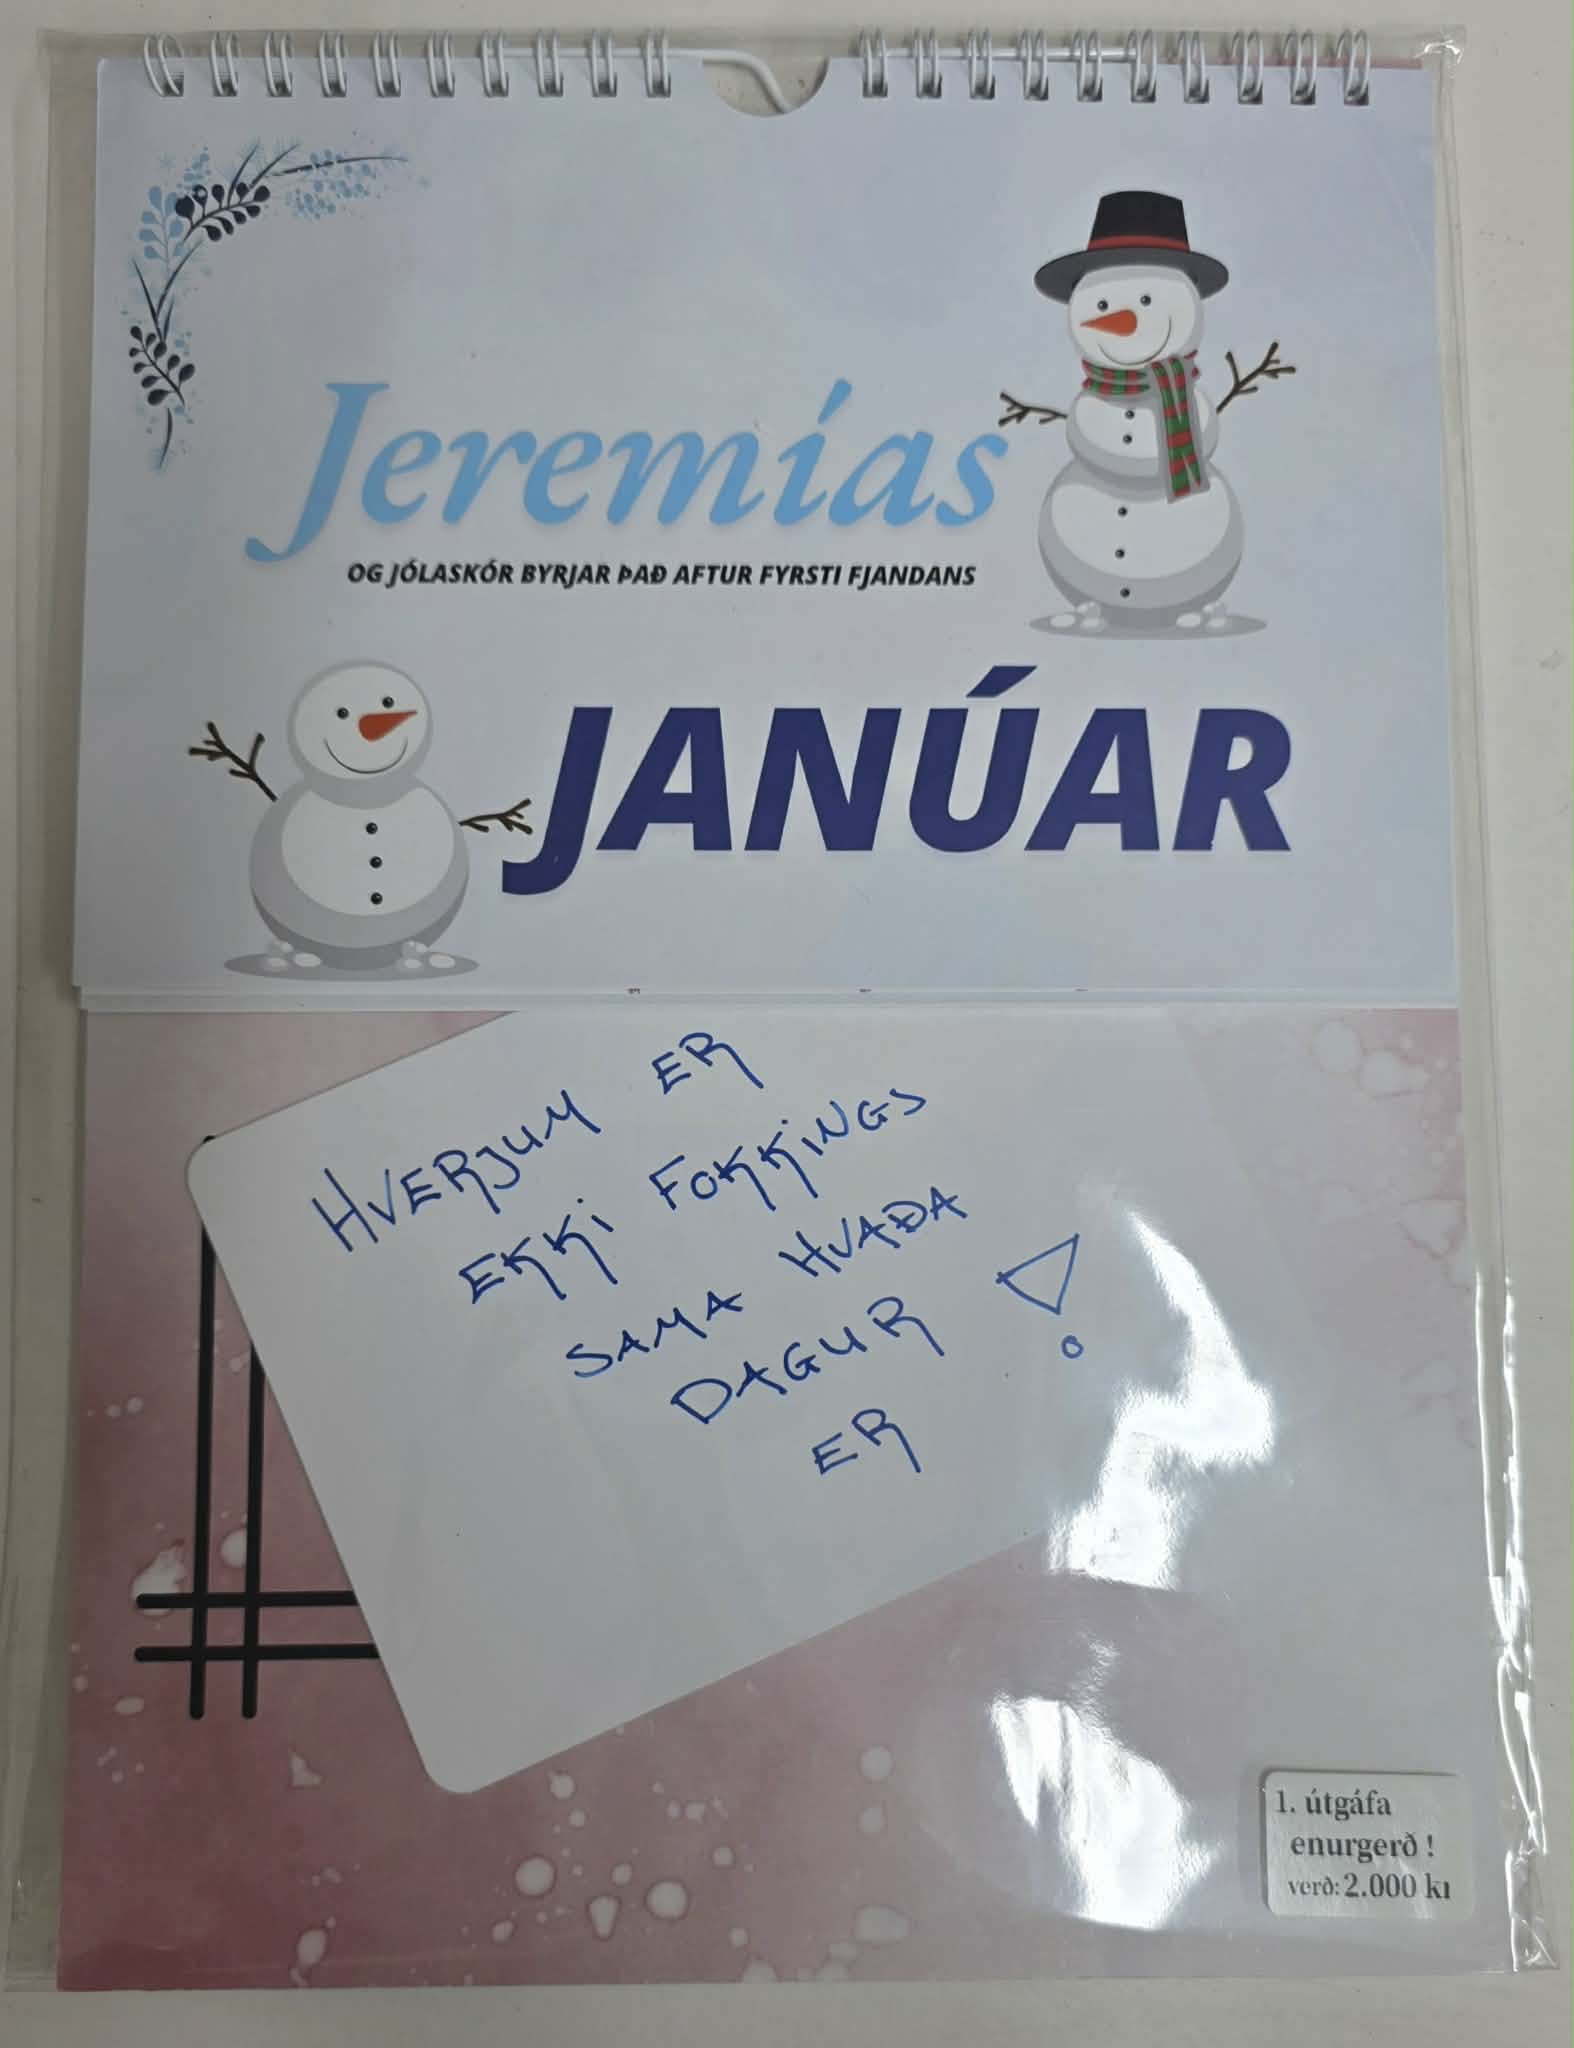 Jeremías
OG JÓLASKÓR BYRJAR ÞAÐ AFTUR FYRSTI FJANDANS
JANÚAR
HVERJUM ER
EKKI FOKKINGS
SAMA HVAÐA
DAGUR
ER !
1. útgáfa
enurgerð !
verð: 2.000 kr